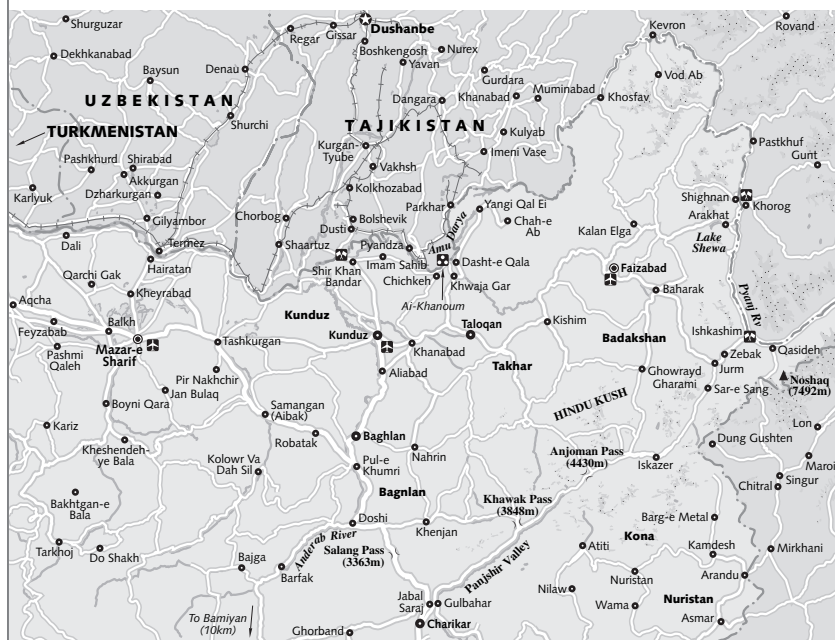 Shurguzar
Regar
Gissar
Dushanbe
Kevron
Rovand
Dekhkanabad
Baysun
Denau
Boshkengosh
Yavan
Nurex
Gurdara
Vod Ab
UZBEKISTAN
Dangara
Khanabad
Muminabad
Khosfav
TURKMENISTAN
Shurchi
TAJIKISTAN
Kulyab
Pashkhurd
Shirabad
Kurgan-
Tyube
Imeni Vase
Pastkhuf
Akkurgan
Vakhsh
Gunt
Karlyuk
Dzharkurgan
Kolkhozabad
Shighnan
Khorog
Gilyambor
Chorbog
Bolshevik
Parkhar
Yangi Qal Ei
Dusti
Amu Darya
Chah-e
Ab
Kalan Elga
Arakhat
Dali
Termez
Shaartuz
Pyandza
Lake
Shewa
Hairatan
Shir Khan
Bandar
Imam Sahib
Dasht-e Qala
Faizabad
Qarchi Gak
Chichkeh
Khwaja Gar
Baharak
Pyanj Rv
Aqcha
Kheyrabad
Ai-Khanoum
Feyzabab
Balkh
Kunduz
Kunduz
Taloqan
Kishim
Badakshan
Ishkashim
Pashmi
Qaleh
Mazar-e
Sharif
Tashkurgan
Khanabad
Zebak
Qasideh
Pir Nakhchir
Aliabad
Takhar
Ghowrayd
Gharami
Jurm
Noshaq
(7492m)
Jan Bulaq
Sar-e Sang
Boyni Qara
Samangan
(Aibak)
HINDU KUSH
Kariz
Robatak
Baghlan
Lon
Kheshendeh-
ye Bala
Nahrin
Anjoman Pass
(4430m)
Dung Gushten
Kolowr Va
Dah Sil
Pul-e
Khumri
Iskazer
Maroi
Bakhtgan-e
Bala
Bagnlan
Khawak Pass
(3848m)
Chitral
Singur
Doshi
Khenjan
Barg-e Metal
Tarkhoj
Do Shakh
Anderab River
Salang Pass
(3363m)
Kona
Atiti
Kamdesh
Mirkhani
Bajga
Barfak
Panjshir Valley
Nuristan
Arandu
Jabal
Saraj
Gulbahar
Nilaw
Wama
Nuristan
To Bamiyan
(10km)
Ghorband
Charikar
Asmar